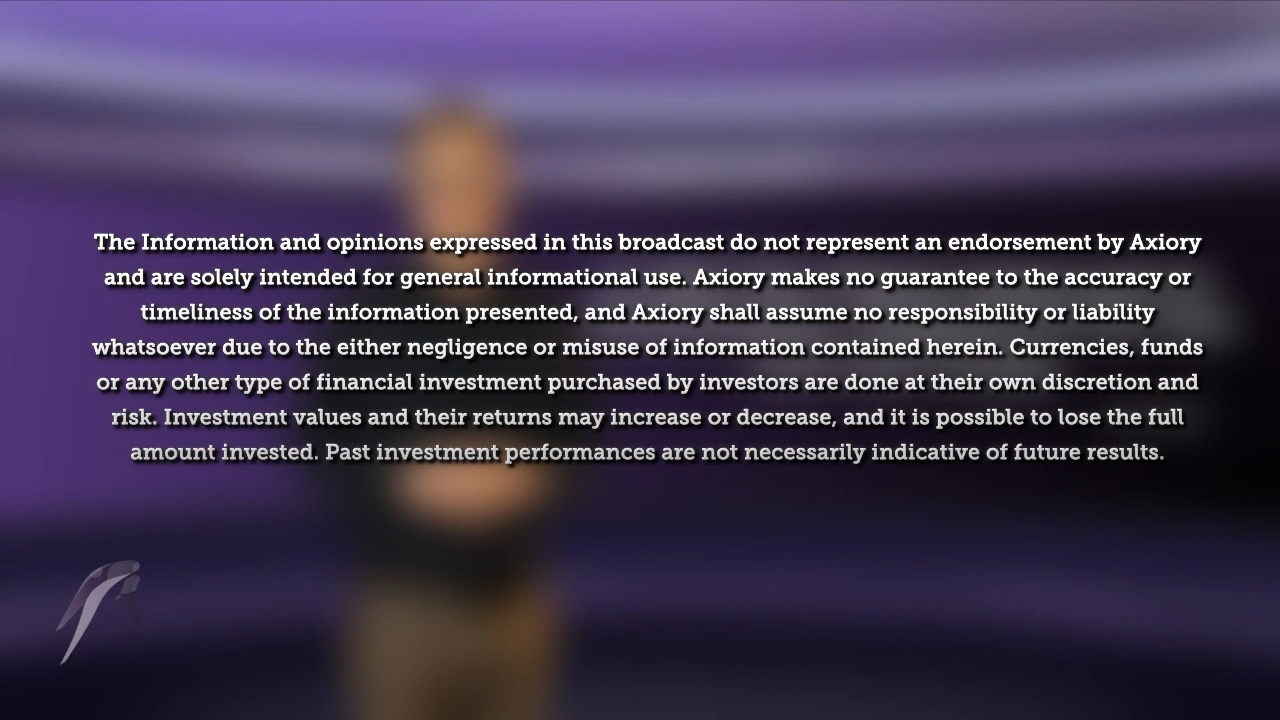 The Information and opinions expressed in this broadcast do not represent an endorsement by Axiory
and are solely intended for general informational use. Axiory makes no guarantee to the accuracy or
timeliness of the information presented, and Axiory shall assume no responsibility or liability
whatsoever due to the either negligence or misuse of information contained herein. Currencies, funds
or any other type of financial investment purchased by investors are done at their own discretion and
risk. Investment values and their returns may increase or decrease, and it is possible to lose the full
amount invested. Past investment performances are not necessarily indicative of future results.